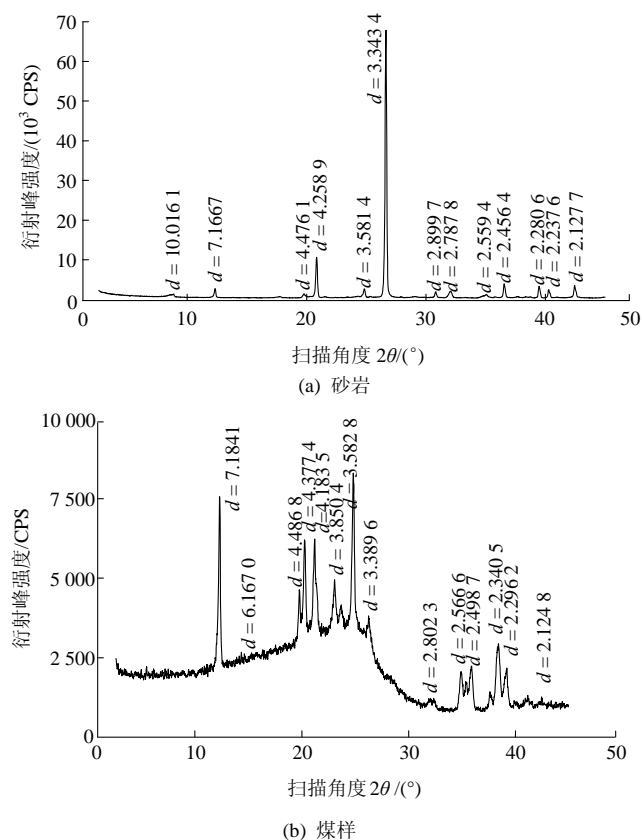 衍射峰强度/(10³ CPS)
70
60
50
40
30
20
10
0
d = 10.016 1
d = 7.1667
d = 4.476 1
d = 4.258 9
d = 3.581 4
d = 3.343 4
d = 2.899 7
d = 2.787 8
d = 2.559 4
d = 2.456 4
d = 2.280 6
d = 2.237 6
d = 2.127 7
10
20
30
40
50
扫描角度 2θ/(°)
(a) 砂岩
衍射峰强度/CPS
10 000
7 500
5 000
2 500
0
d = 7.1841
d = 6.167 0
d = 4.486 8
d = 4.377 4
d=4.183 5
d = 3.850 4
d = 3.582 8
d = 3.389 6
d = 2.802 3
d = 2.566 6
d = 2.498 7
d = 2.340 5
d = 2.296 2
d = 2.124 8
0
10
20
30
40
50
扫描角度 2θ /(°)
(b) 煤样